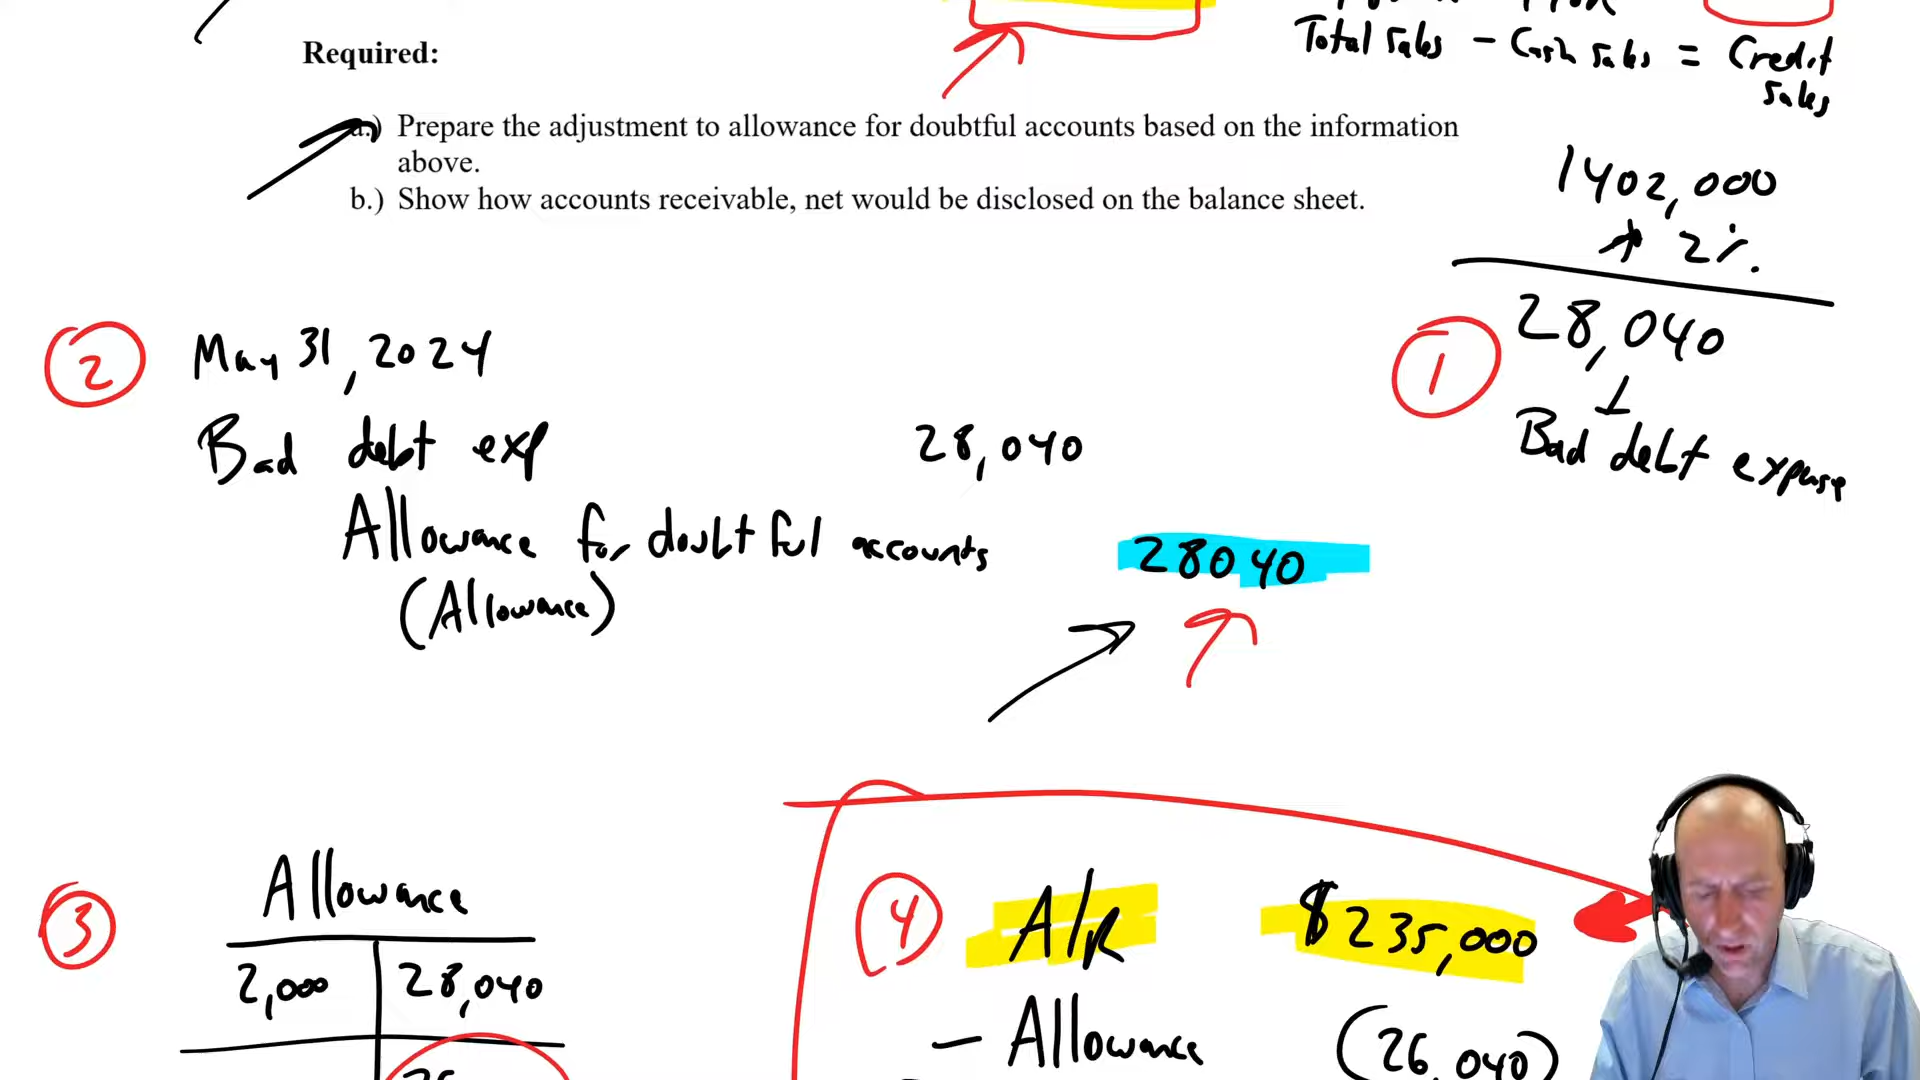 Total sales - Cash sales = Credit sales
Required:
a.) Prepare the adjustment to allowance for doubtful accounts based on the information
above.
b.) Show how accounts receivable, net would be disclosed on the balance sheet.
1402,000
* 2%.
28,040
1
Bad debt expense
2
May 31, 2024
Bad debt exp 28,040
Allowance for doubtful accounts 28040
(Allowance)
3
Allowance
2,000 28,040
4
A/R $235,000
- Allowance (26,040)